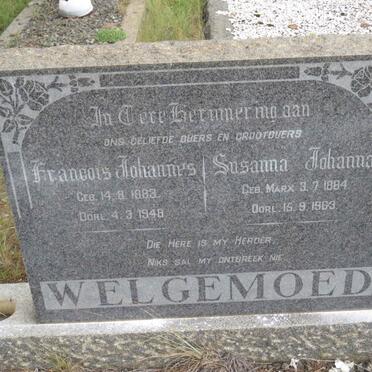 In Tere Herinnering aan
ONS GELIEFDE OUERS EN GROOTOUERS
Francois Johannes
GEB. 14.8.1883.
OORL. 4.3.1948
Susanna Johanna
GEB. MARX 3.7.1884
OORL. 15.9.1963
DIE HERE IS MY HERDER,
NIKS SAL MY ONTBREEK NIE
WELGEMOED